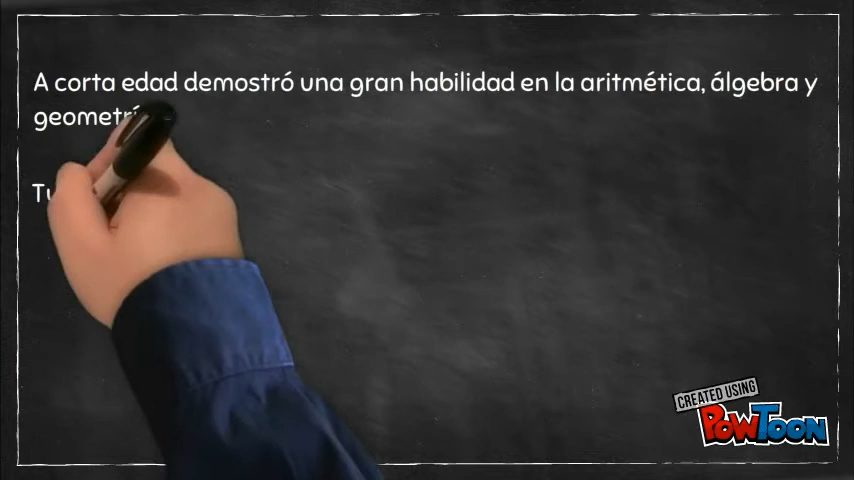 A corta edad demostró una gran habilidad en la aritmética, álgebra y
CREATED USING
POWTOON